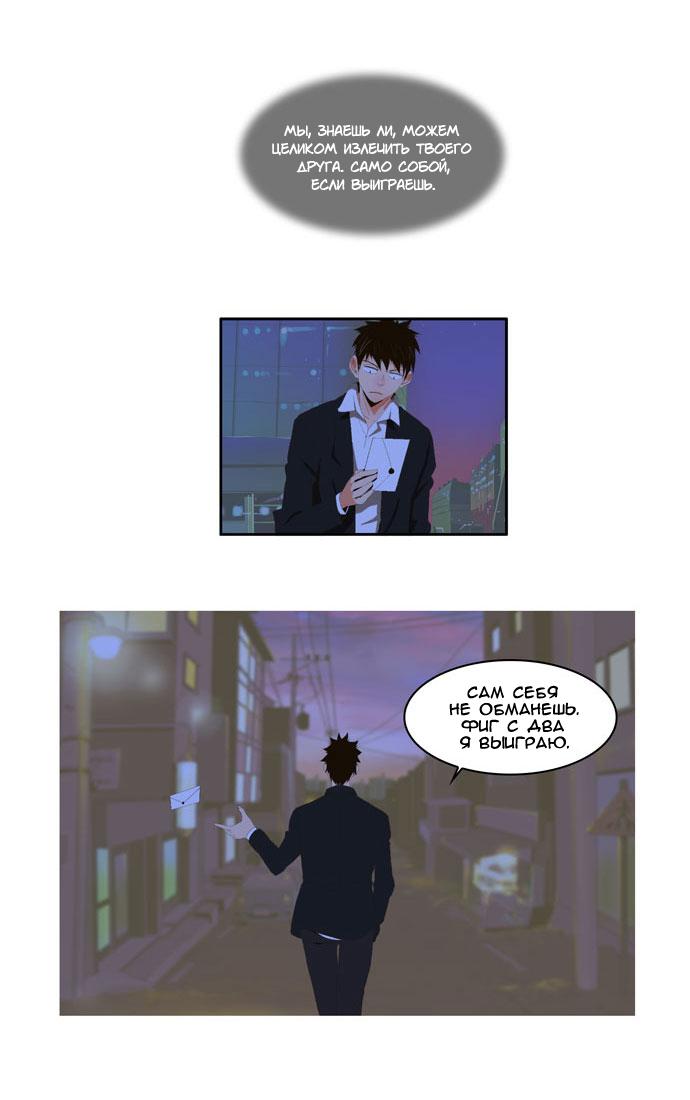 МЫ, ЗНАЕШЬ ЛИ, МОЖЕМ
ЦЕЛИКОМ ИЗЛЕЧИТЬ ТВОЕГО
ДРУГА. САМО СОБОЙ,
ЕСЛИ ВЫИГРАЕШЬ.
САМ СЕБЯ
НЕ ОБМАНЕШЬ.
ФИГ С ДВА
Я ВЫИГРАЮ.